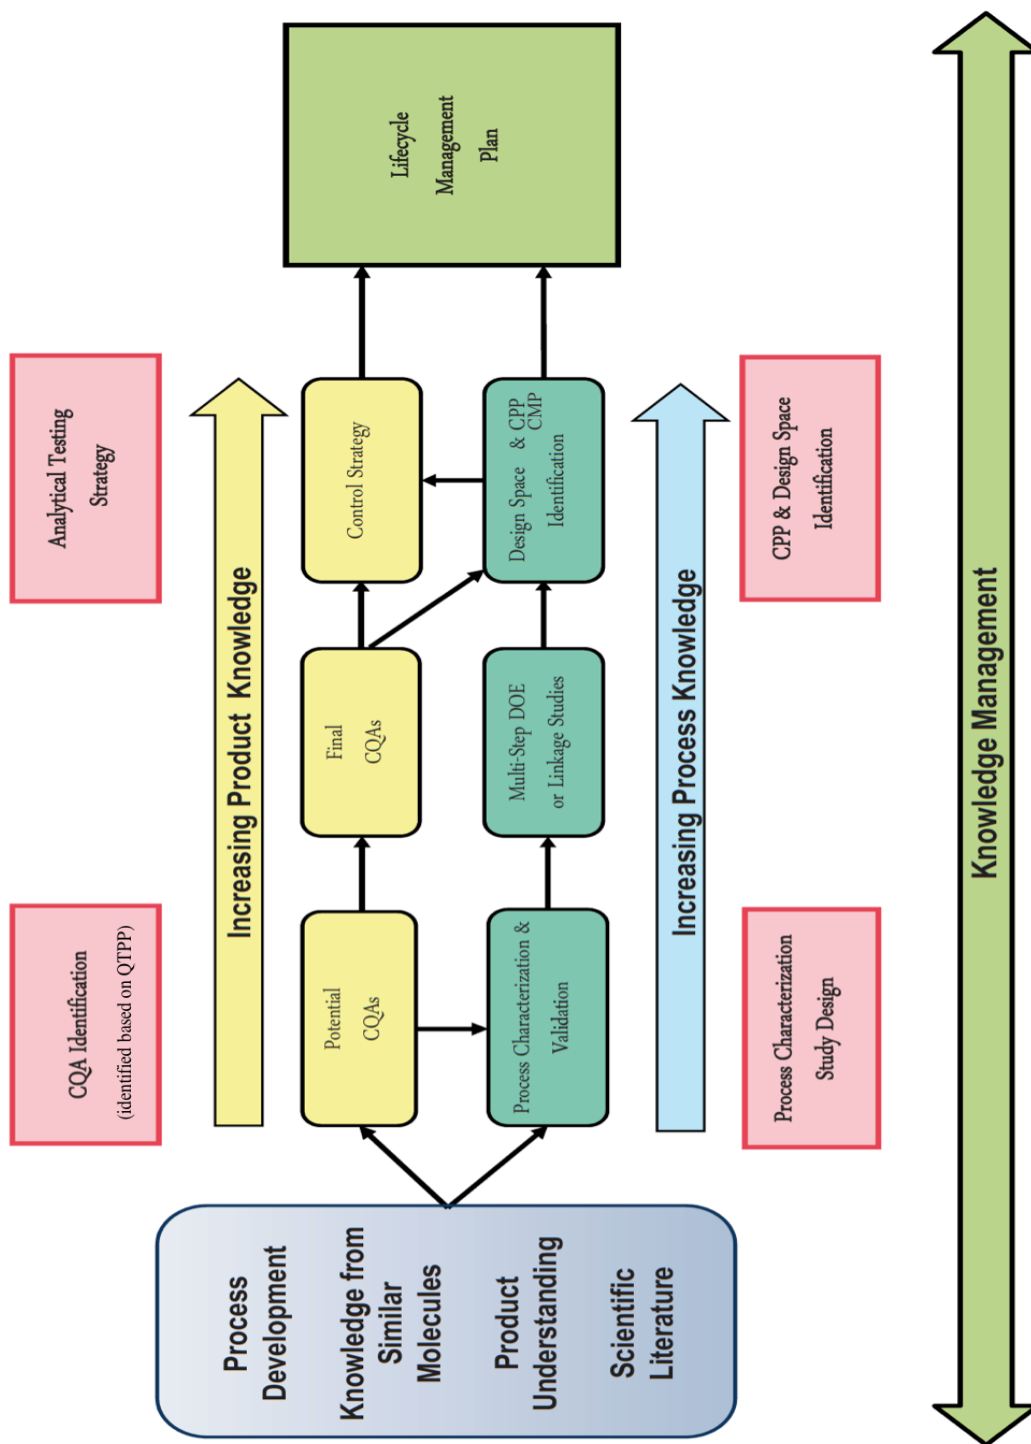 CQA Identification
(identified based on QTPP)
Analytical Testing
Strategy
Increasing Product Knowledge
Process
Development
Knowledge from
Similar
Molecules
Product
Understanding
Scientific
Literature
Potential
CQAs
Final
CQAs
Control Strategy
Process Characterization &
Validation
Multi-Step DOE
or Linkage Studies
Design Space & CPP
CMP
Identification
Lifecycle
Management
Plan
Increasing Process Knowledge
Process Characterization
Study Design
CPP & Design Space
Identification
Knowledge Management